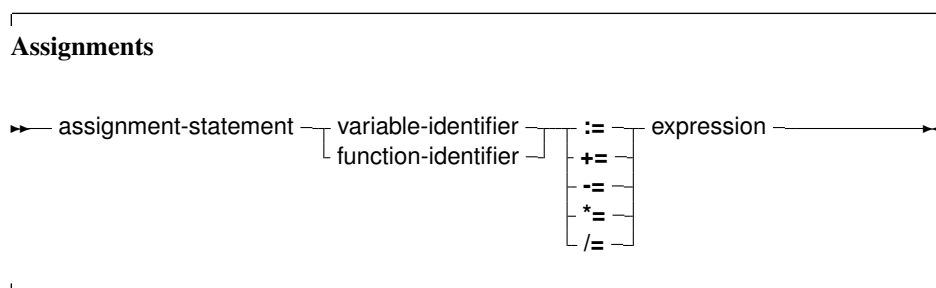 Assignments
assignment-statement variable-identifier := expression
function-identifier +=
-=
*=
/=